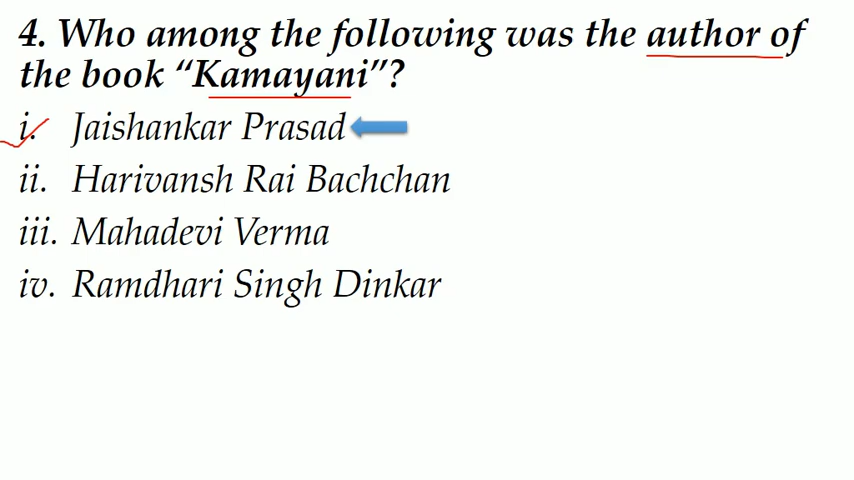 4. Who among the following was the author of
the book “Kamayani”?
i. Jaishankar Prasad
ii. Harivansh Rai Bachchan
iii. Mahadevi Verma
iv. Ramdhari Singh Dinkar